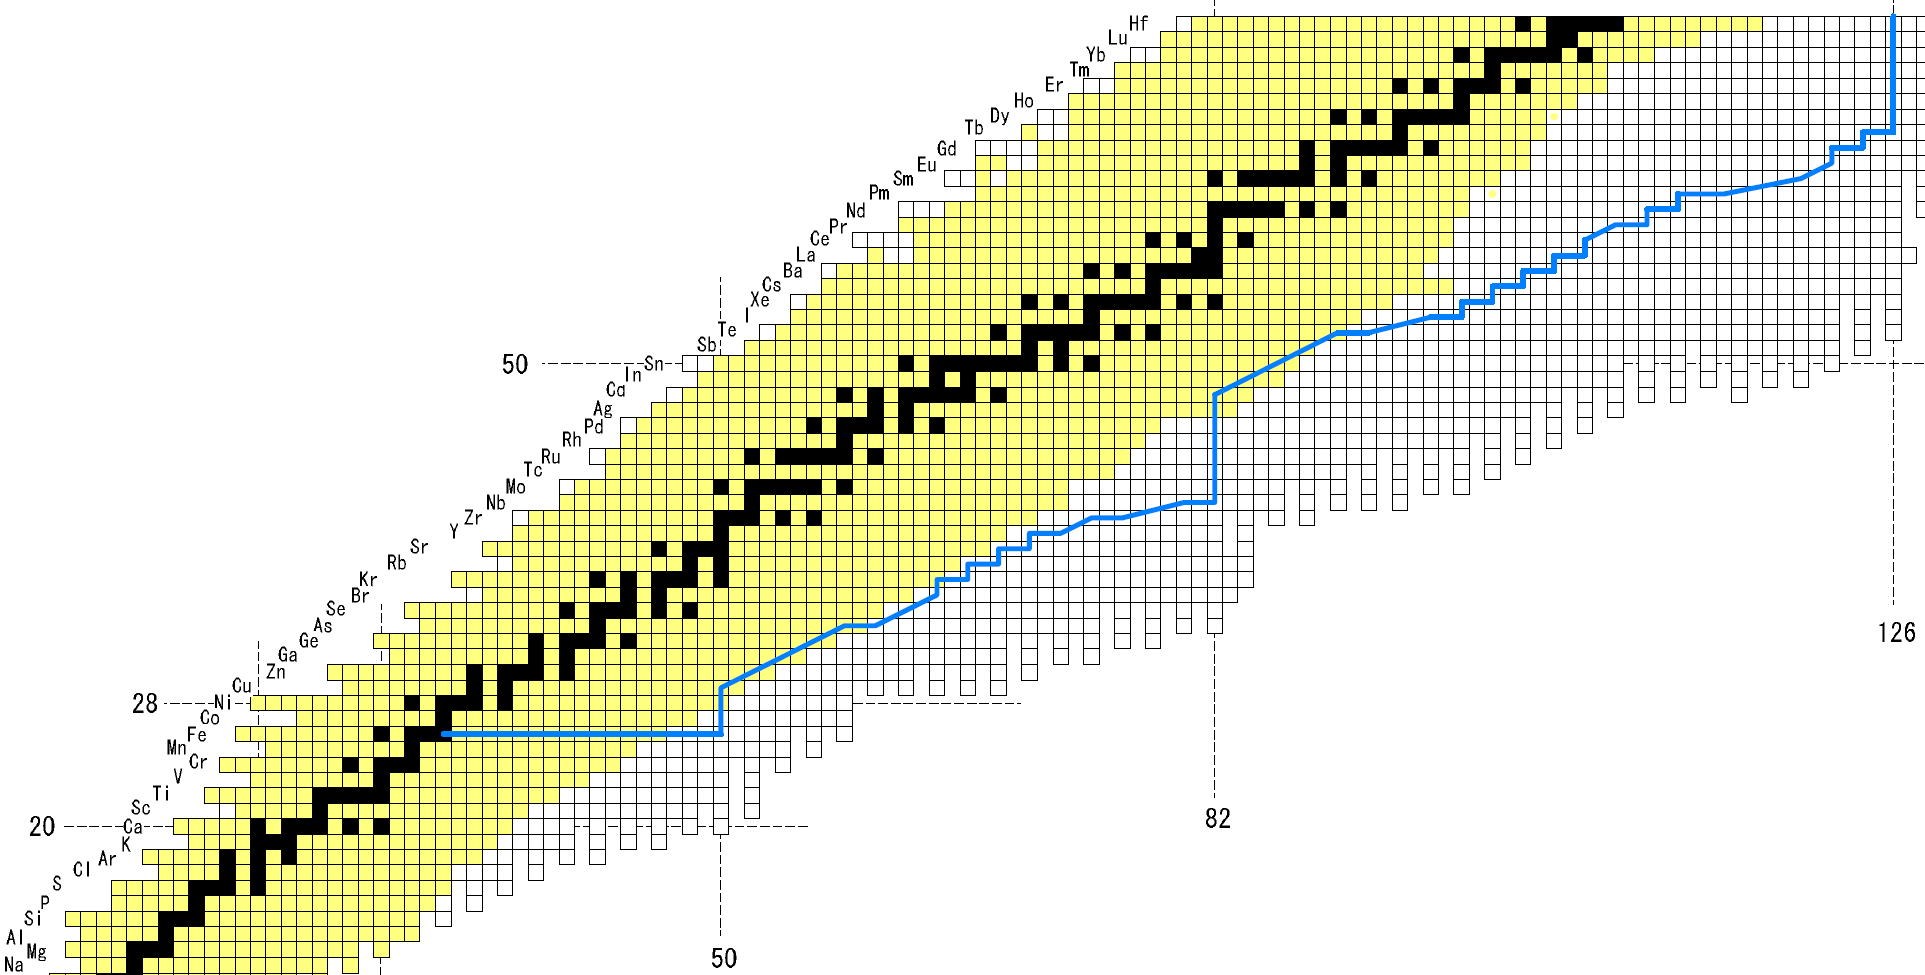 Hf
Lu
Yb
Tm
Er
Ho
Dy
Tb
Gd
Eu
Sm
Pm
Nd
Pr
Ce
La
Ba
Cs
Xe
I
Te
Sb
50
Sn
In
Cd
Ag
Pd
Rh
Ru
Tc
Mo
Nb
Zr
Y
Sr
Rb
Kr
Br
Se
As
Ge
Ga
Zn
Cu
28
Ni
Co
Fe
Mn
Cr
V
Ti
Sc
20
Ca
K
Ar
Cl
S
P
Si
Al
Mg
Na
50
82
126